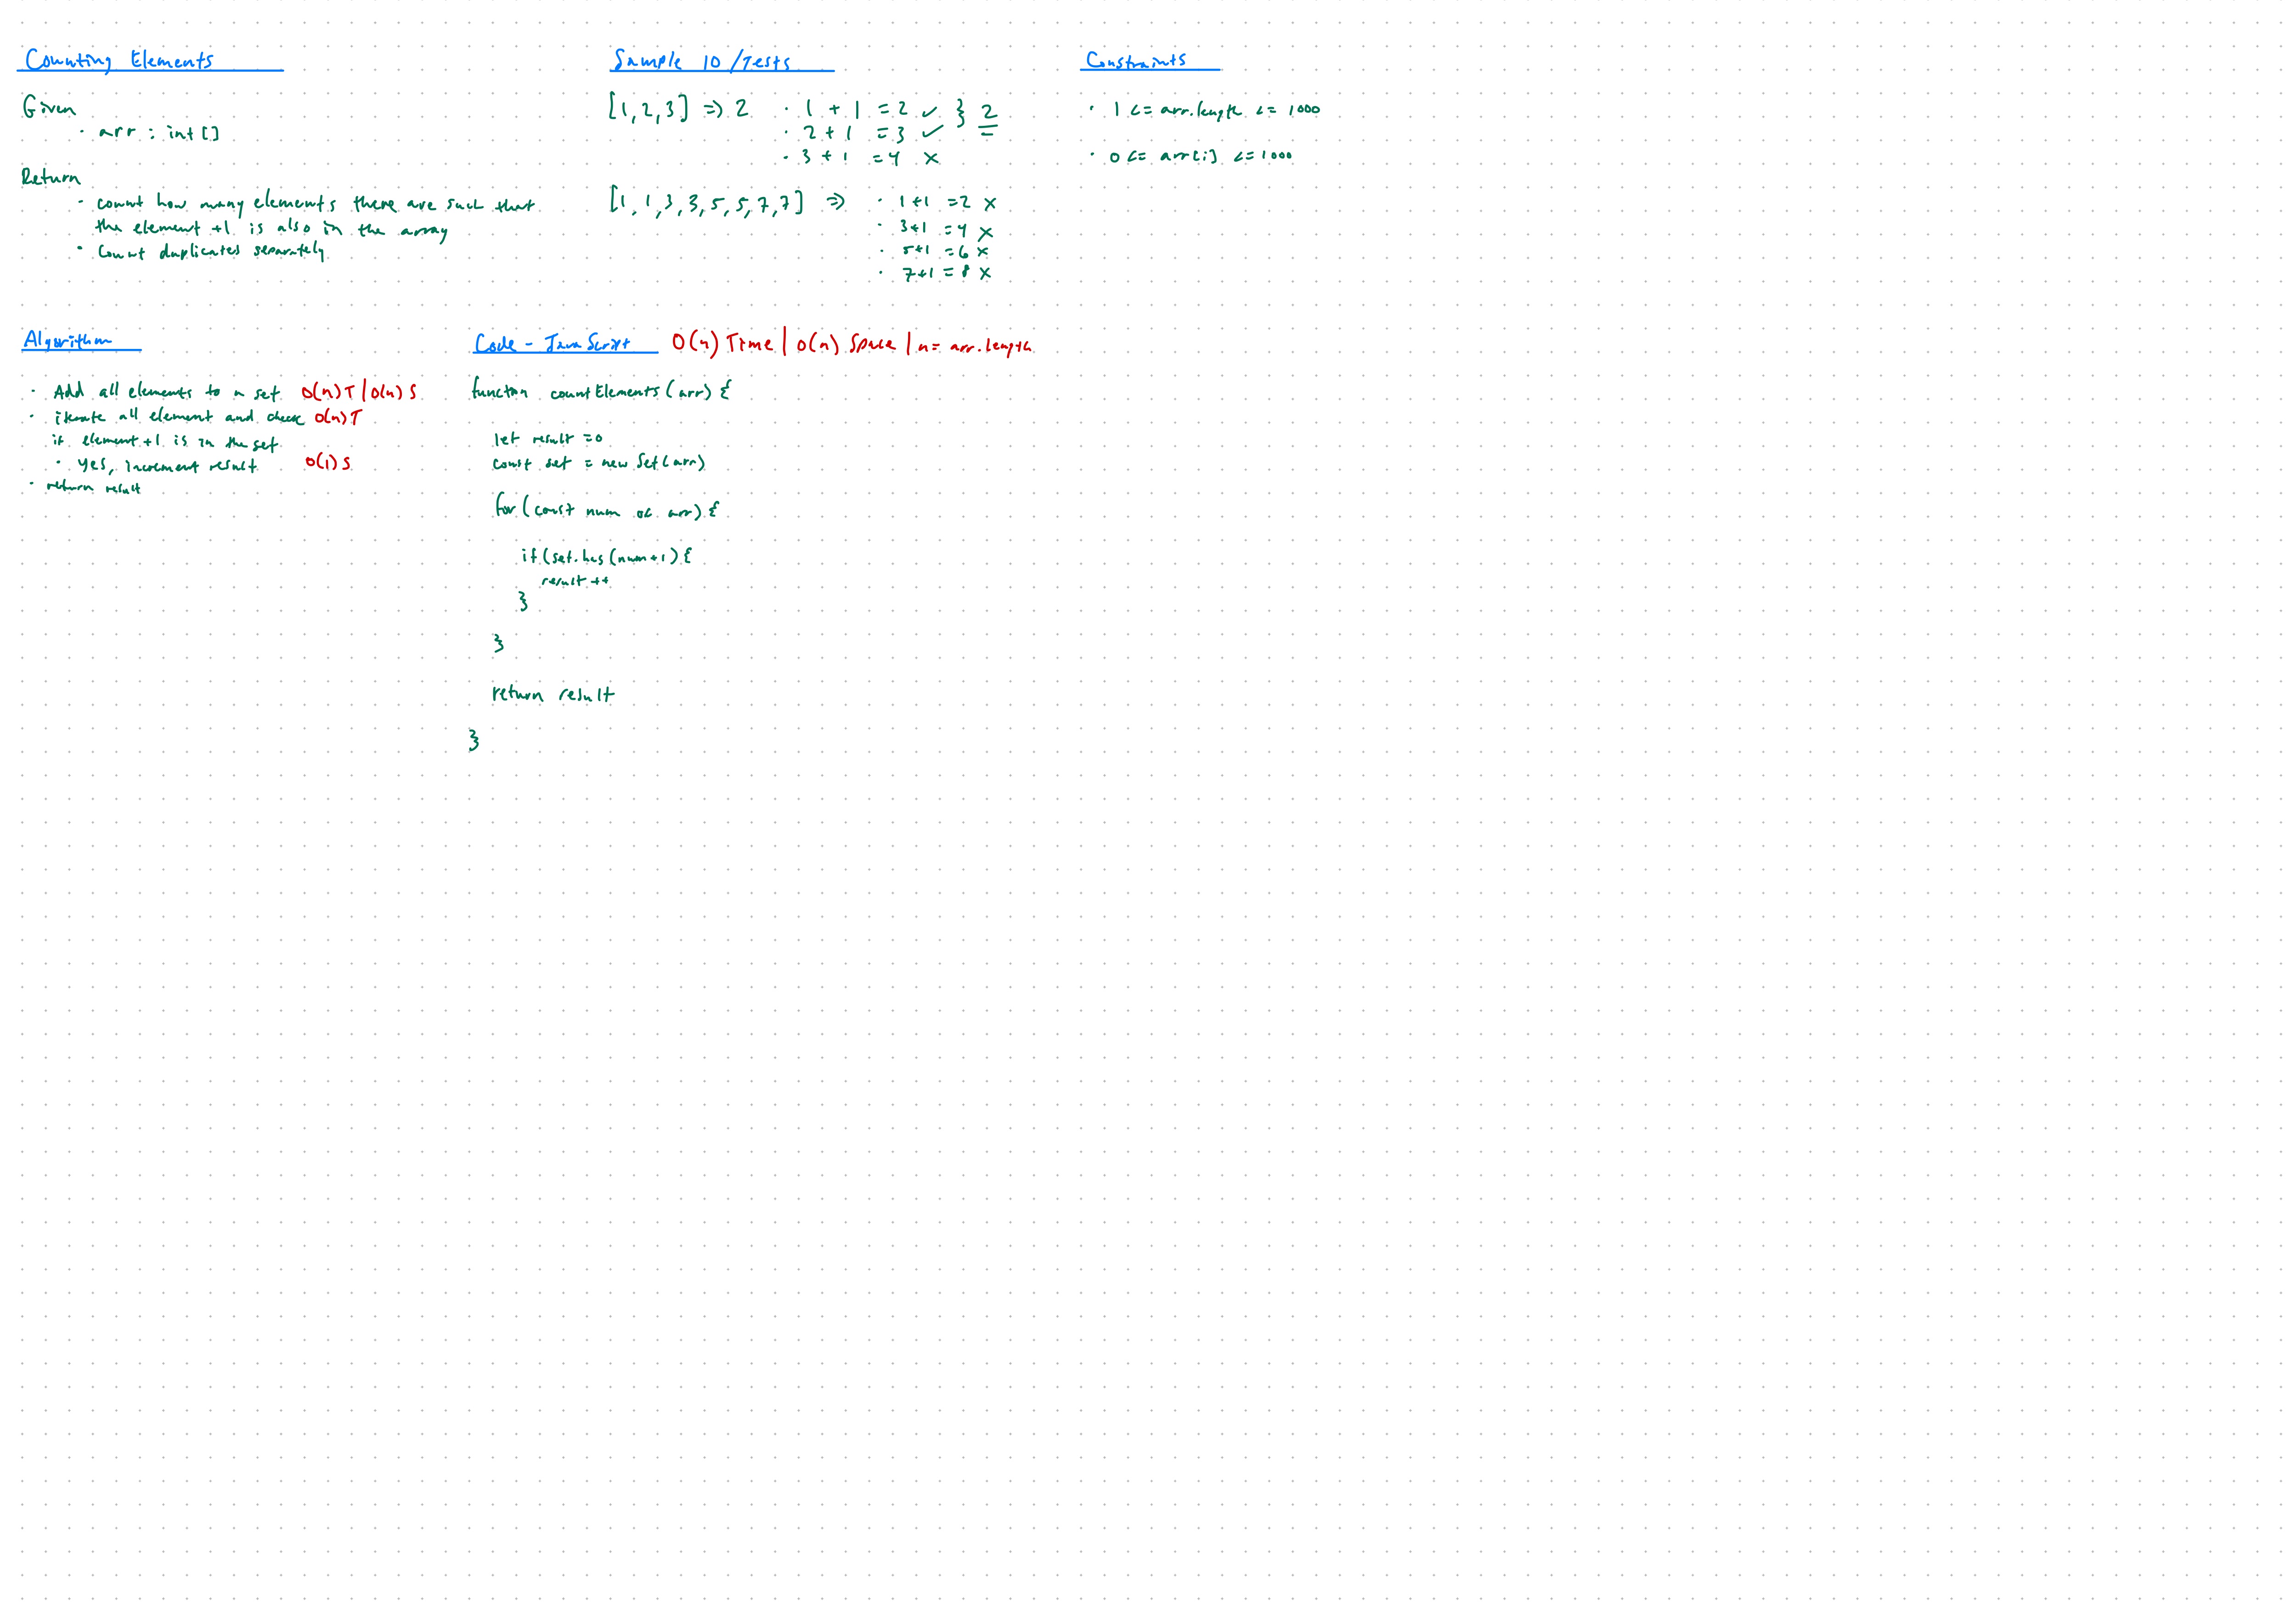 Counting Elements
Given
· arr : int []
Return
· count how many elements there are such that
the element +1 is also in the array
· Count duplicates separately
Sample IO / Tests
[1, 2, 3] => 2
· 1 + 1 = 2 ✓ } 2
· 2 + 1 = 3 ✓
· 3 + 1 = 4 x
[1, 1, 3, 3, 5, 5, 7, 7] =>
· 1+1 = 2 x
· 3+1 = 4 x
· 5+1 = 6 x
· 7+1 = 8 x
Constraints
· 1 <= arr.length <= 1000
· 0 <= arr[i] <= 1000
Algorithm
· Add all elements to a set O(n) T | O(n) S
· iterate all element and check O(n) T
if element +1 is in the set
· Yes, increment result O(1) S
· return result
Code - JavaScript O(n) Time | O(n) Space | n = arr.length
function countElements (arr) {
let result = 0
const set = new Set(arr)
for (const num of arr) {
if (set.has (num+1) {
result ++
}
}
return result
}